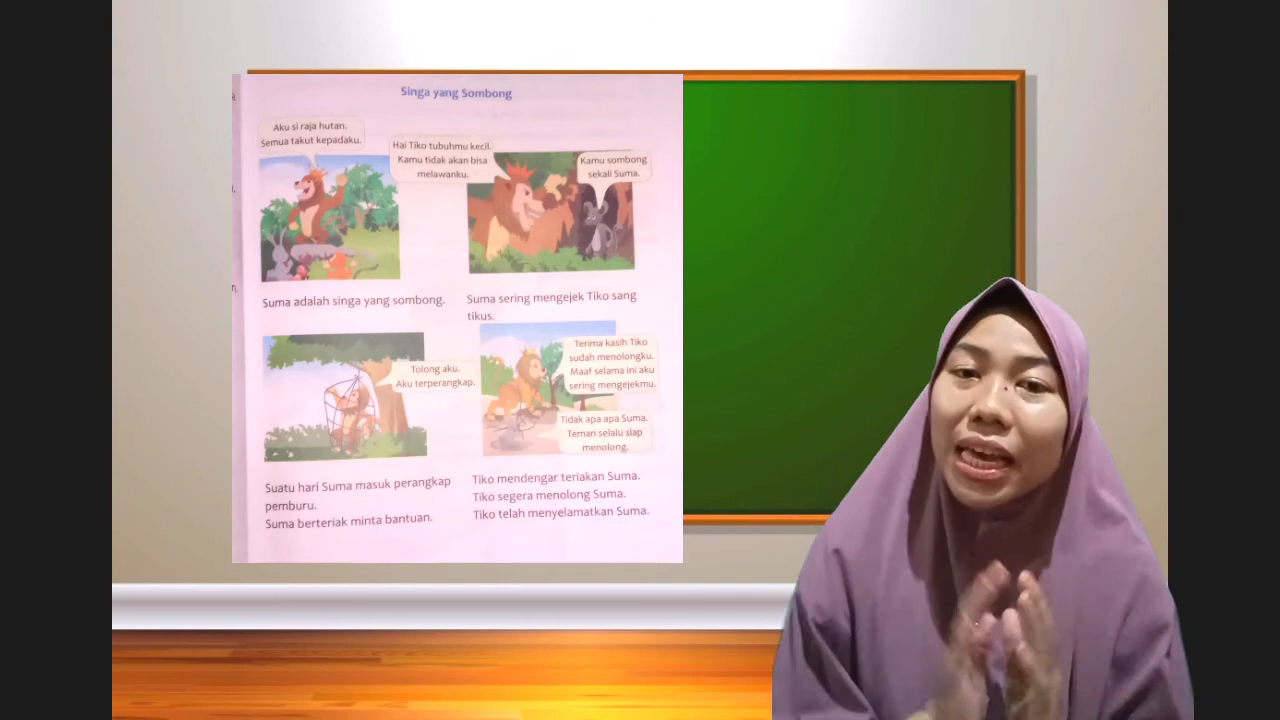 Singa yang Sombong
Aku si raja hutan.
Semua takut kepadaku.
Hai Tiko tubuhmu kecil.
Kamu tidak akan bisa
melawanku.
Kamu sombong
sekali Suma.
Suma adalah singa yang sombong.
Suma sering mengejek Tiko sang
tikus.
Tolong aku.
Aku terperangkap.
Terima kasih Tiko
sudah menolongku.
Maaf selama ini aku
sering mengejekmu.
Tidak apa apa Suma.
Teman selalu siap
menolong.
Suatu hari Suma masuk perangkap
pemburu.
Suma berteriak minta bantuan.
Tiko mendengar teriakan Suma.
Tiko segera menolong Suma.
Tiko telah menyelamatkan Suma.